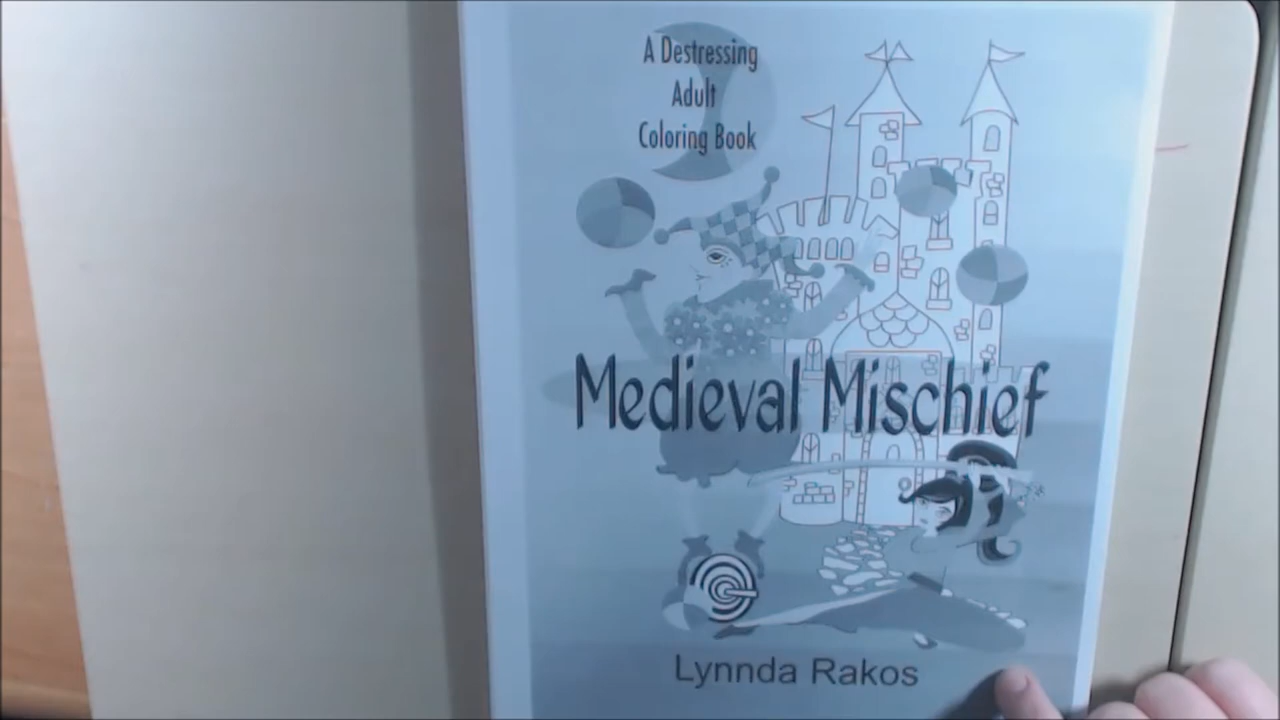 A Destressing
Adult
Coloring Book
Medieval Mischief
Lynnda Rakos